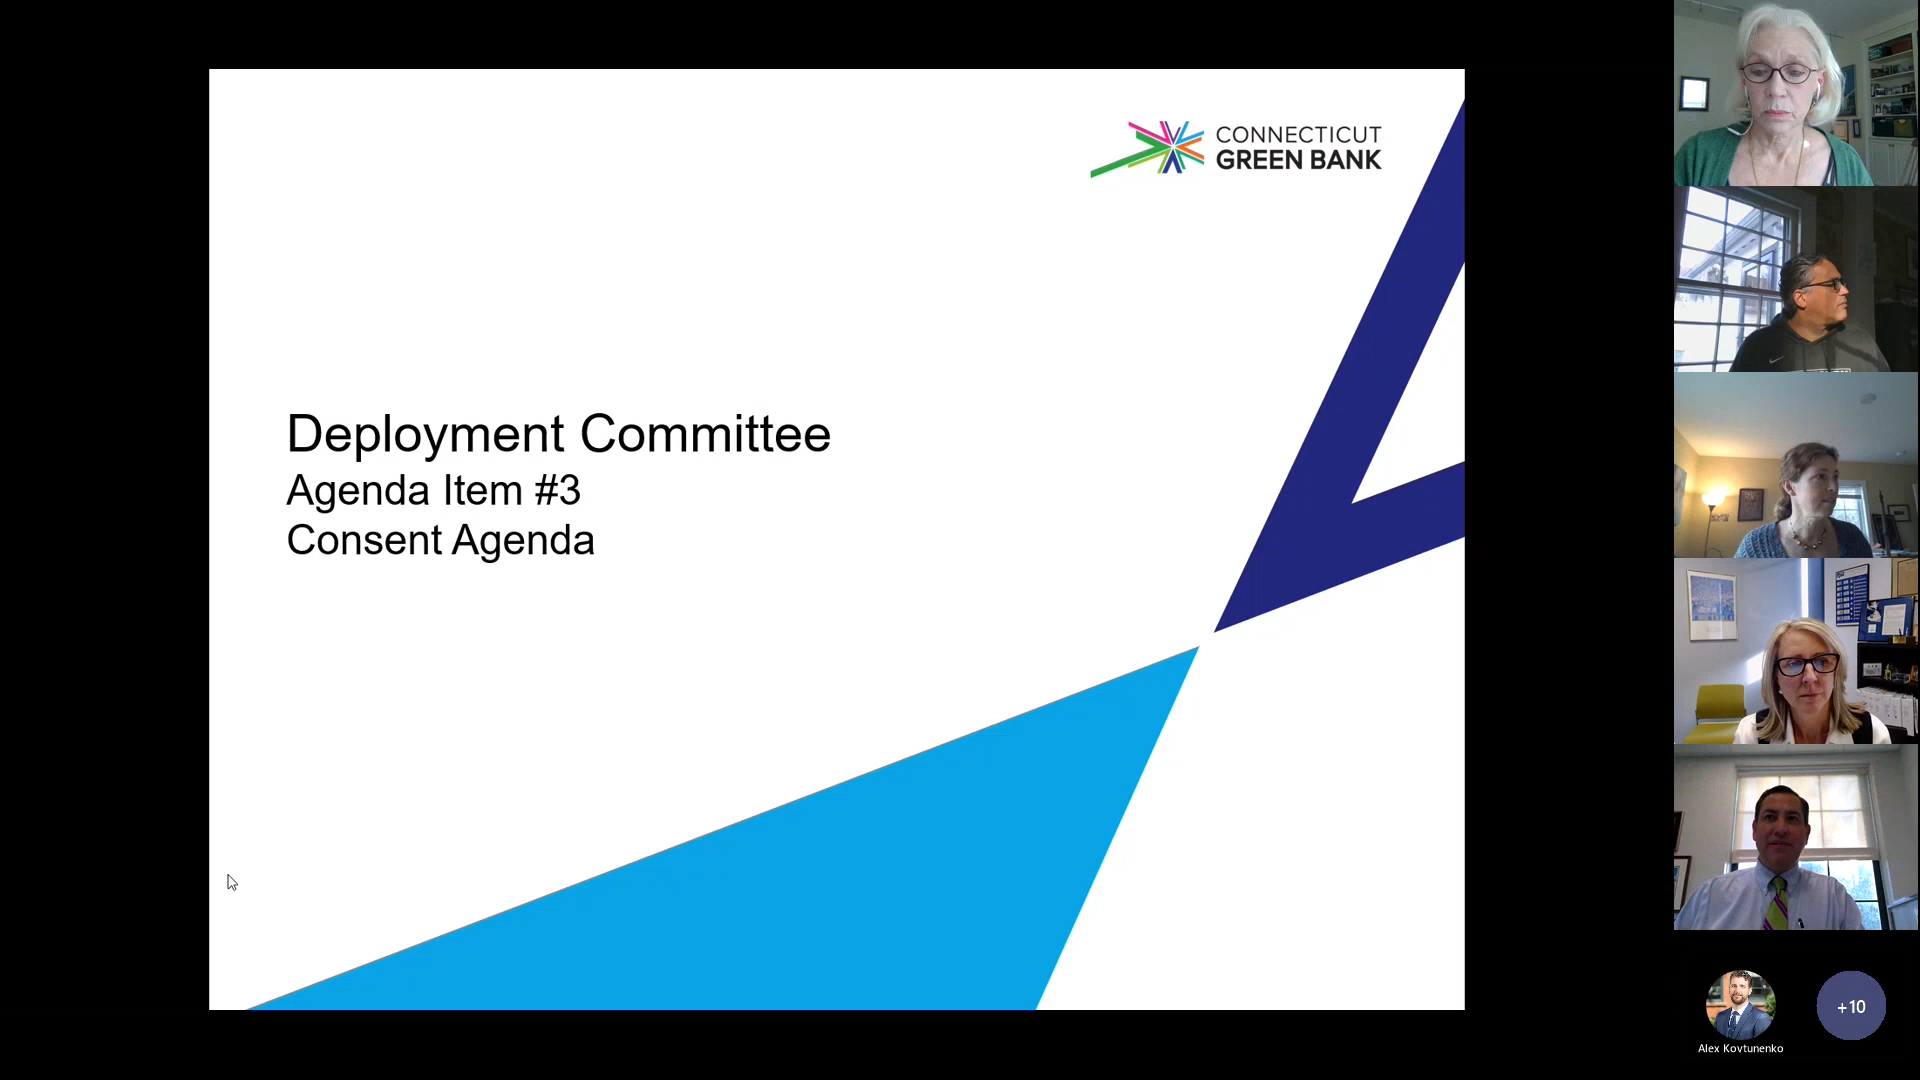 CONNECTICUT
GREEN BANK
Deployment Committee
Agenda Item #3
Consent Agenda
+10
Alex Kovtunenko